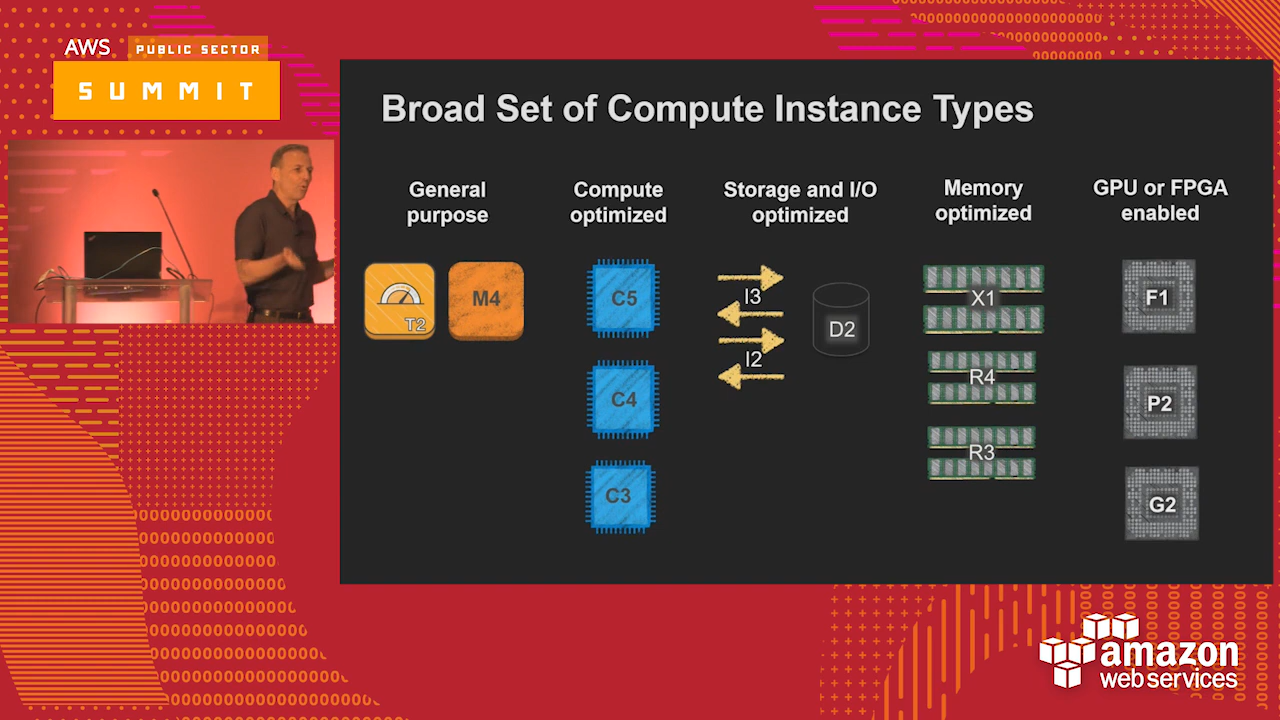 AWS PUBLIC SECTOR
SUMMIT
Broad Set of Compute Instance Types
General
purpose
Compute
optimized
Storage and I/O
optimized
Memory
optimized
GPU or FPGA
enabled
T2
M4
C5
C4
C3
I3
I2
D2
X1
R4
R3
F1
P2
G2
amazon
web services